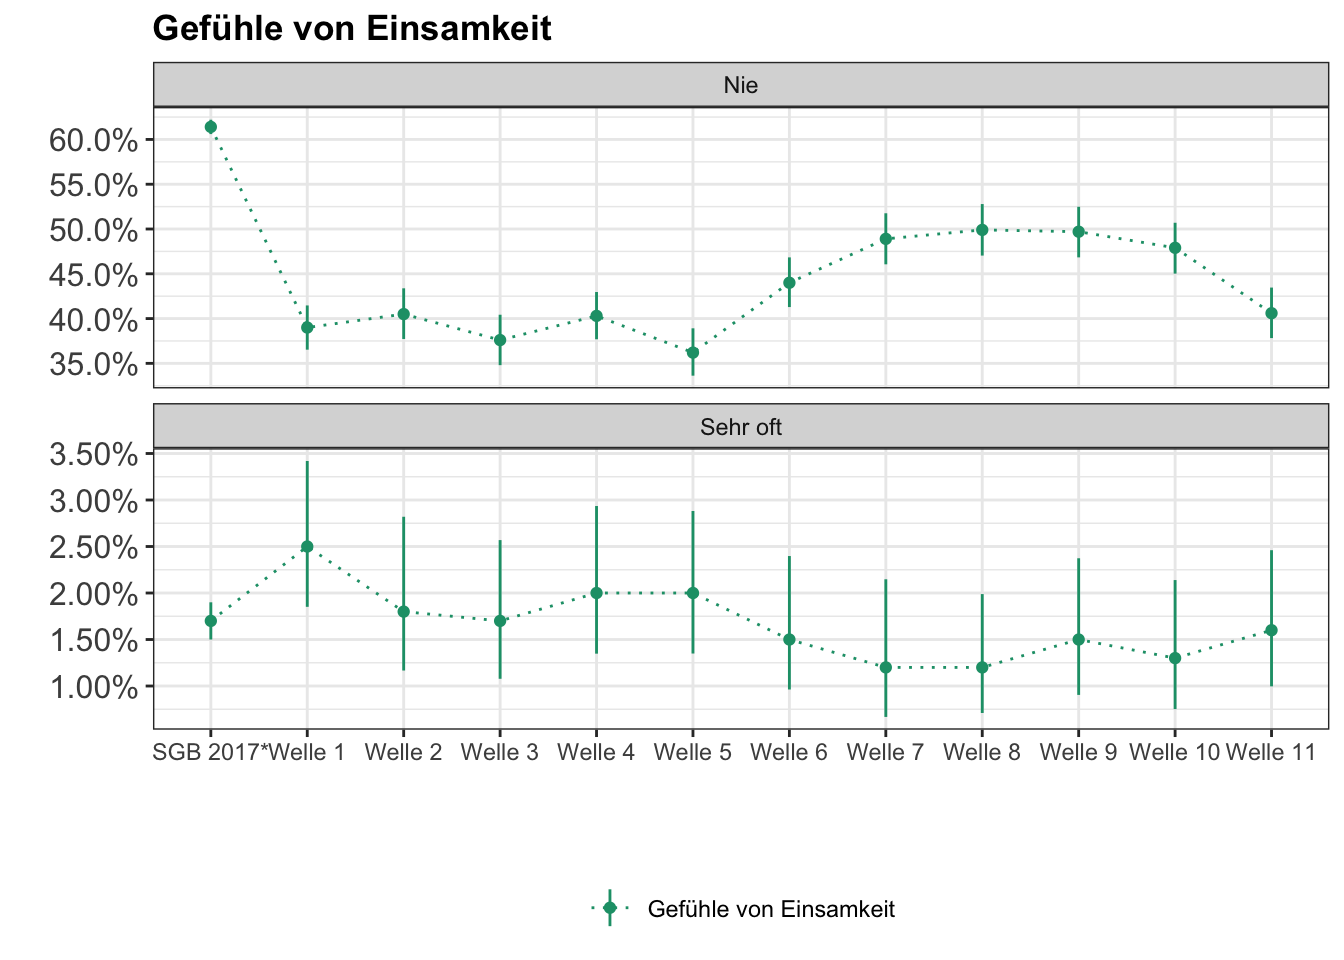 Gefühle von Einsamkeit
Nie
60.0%
55.0%
50.0%
45.0%
40.0%
35.0%
Sehr oft
3.50%
3.00%
2.50%
2.00%
1.50%
1.00%
SGB 2017* Welle 1 Welle 2 Welle 3 Welle 4 Welle 5 Welle 6 Welle 7 Welle 8 Welle 9 Welle 10 Welle 11
Gefühle von Einsamkeit